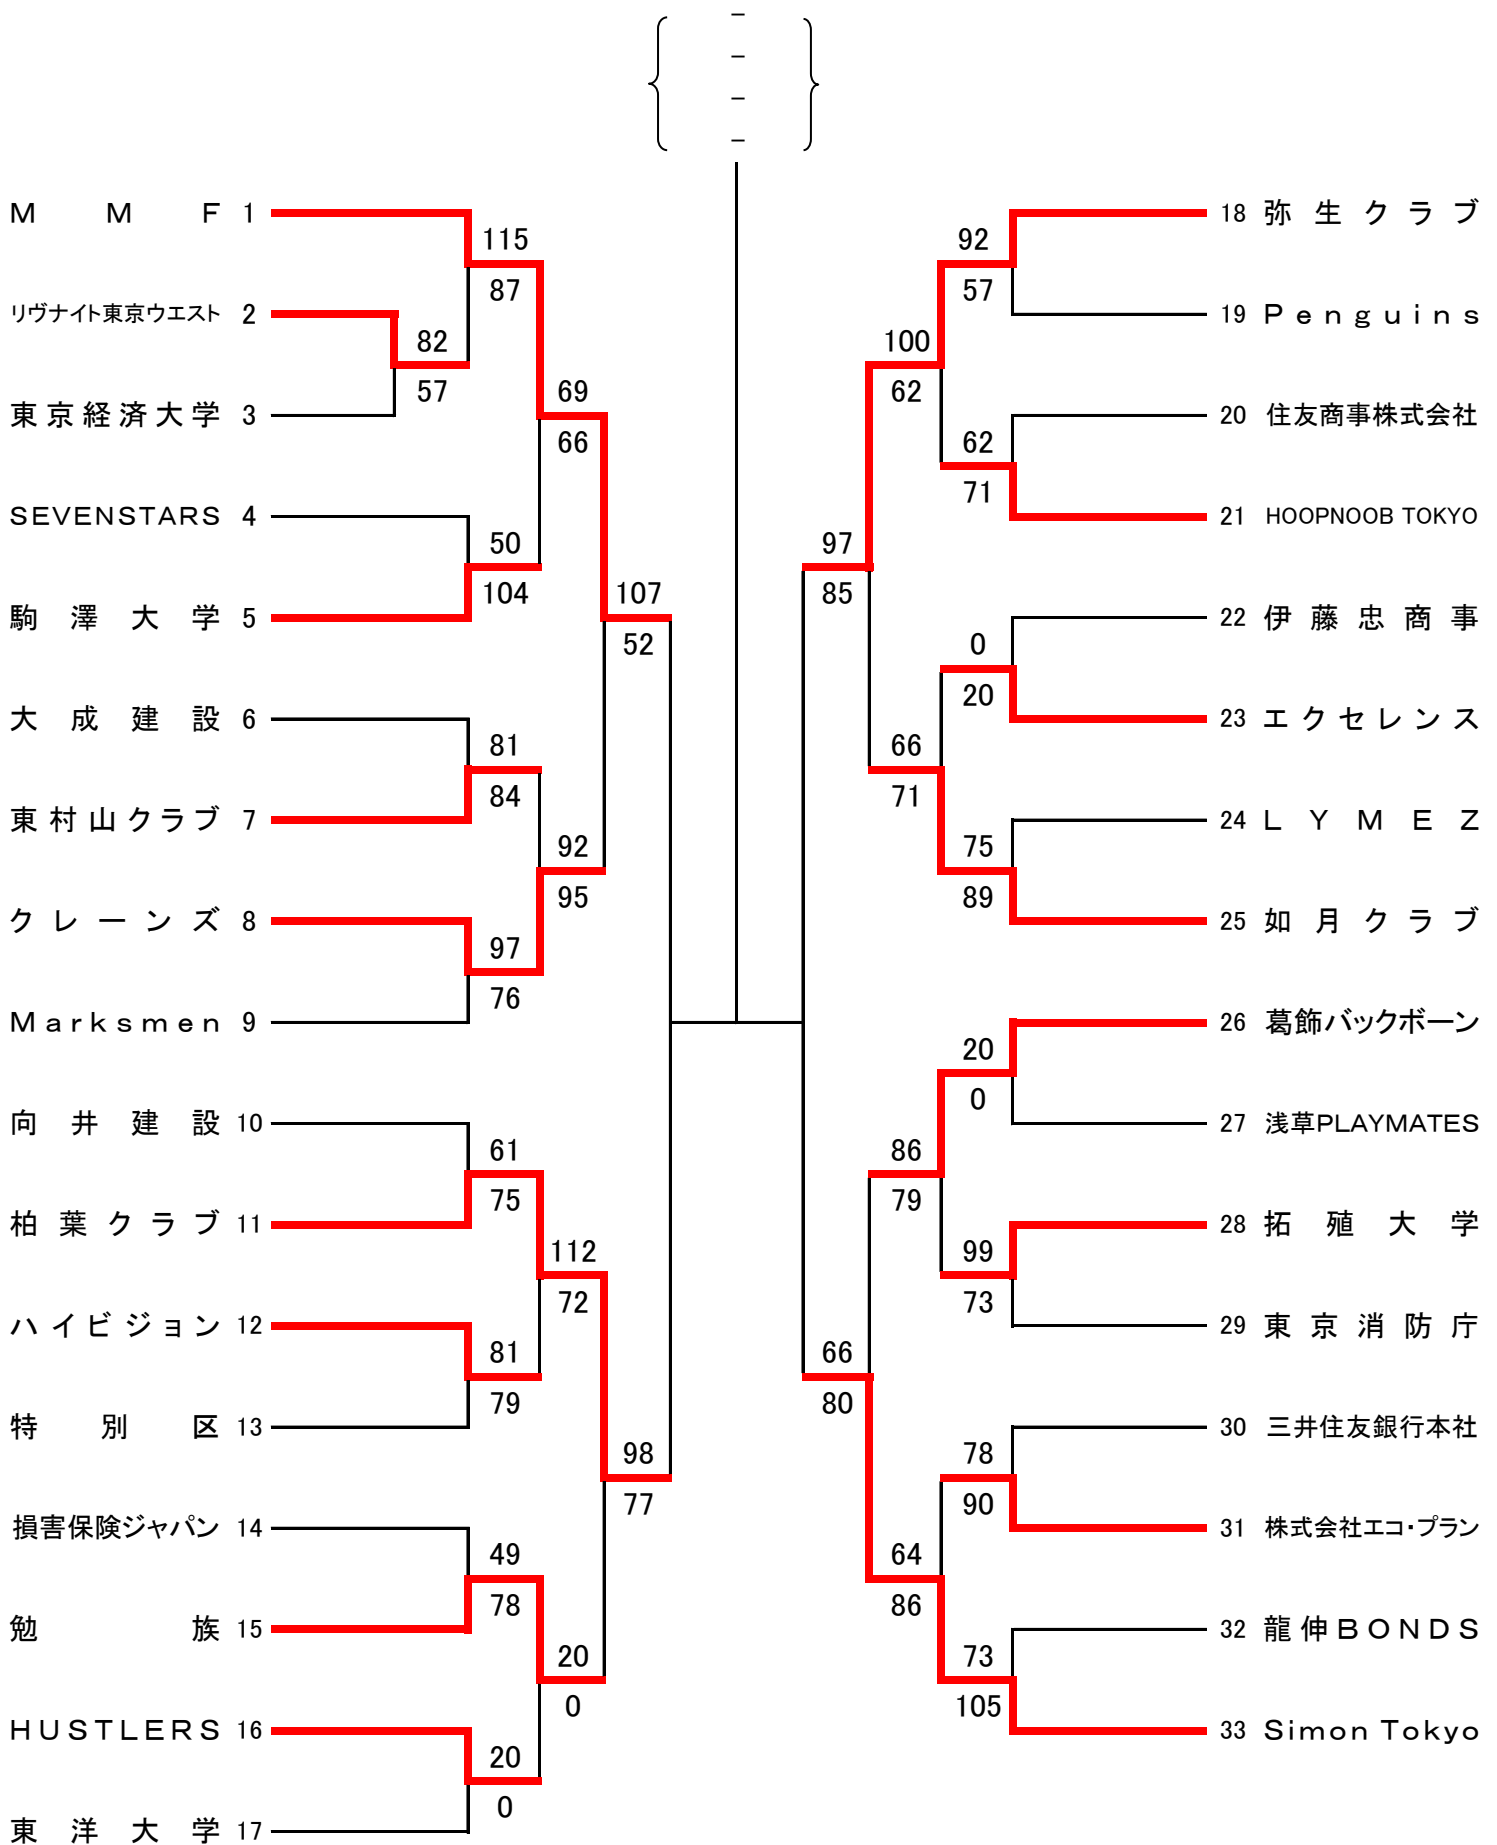 -
-
-
-
M M F 1
115
87
リヴナイト東京ウエスト 2
82
57
東京経済大学 3
69
66
SEVENSTARS 4
50
104
駒澤大学 5
107
52
大成建設 6
81
84
東村山クラブ 7
92
95
クレーンズ 8
97
76
Marksmen 9
向井建設 10
61
75
柏葉クラブ 11
112
72
ハイビジョン 12
81
79
特別区 13
98
77
損害保険ジャパン 14
49
78
勉族 15
20
0
HUSTLERS 16
20
0
東洋大学 17
18 弥生クラブ
92
57
19 Penguins
100
62
20 住友商事株式会社
62
71
21 HOOPNOOB TOKYO
97
85
22 伊藤忠商事
0
20
23 エクセレンス
66
71
24 LYMEZ
75
89
25 如月クラブ
26 葛飾バックボーン
20
0
27 浅草PLAYMATES
86
79
28 拓殖大学
99
73
29 東京消防庁
66
80
30 三井住友銀行本社
78
90
31 株式会社エコ・プラン
64
86
32 龍伸BONDS
73
105
33 Simon Tokyo